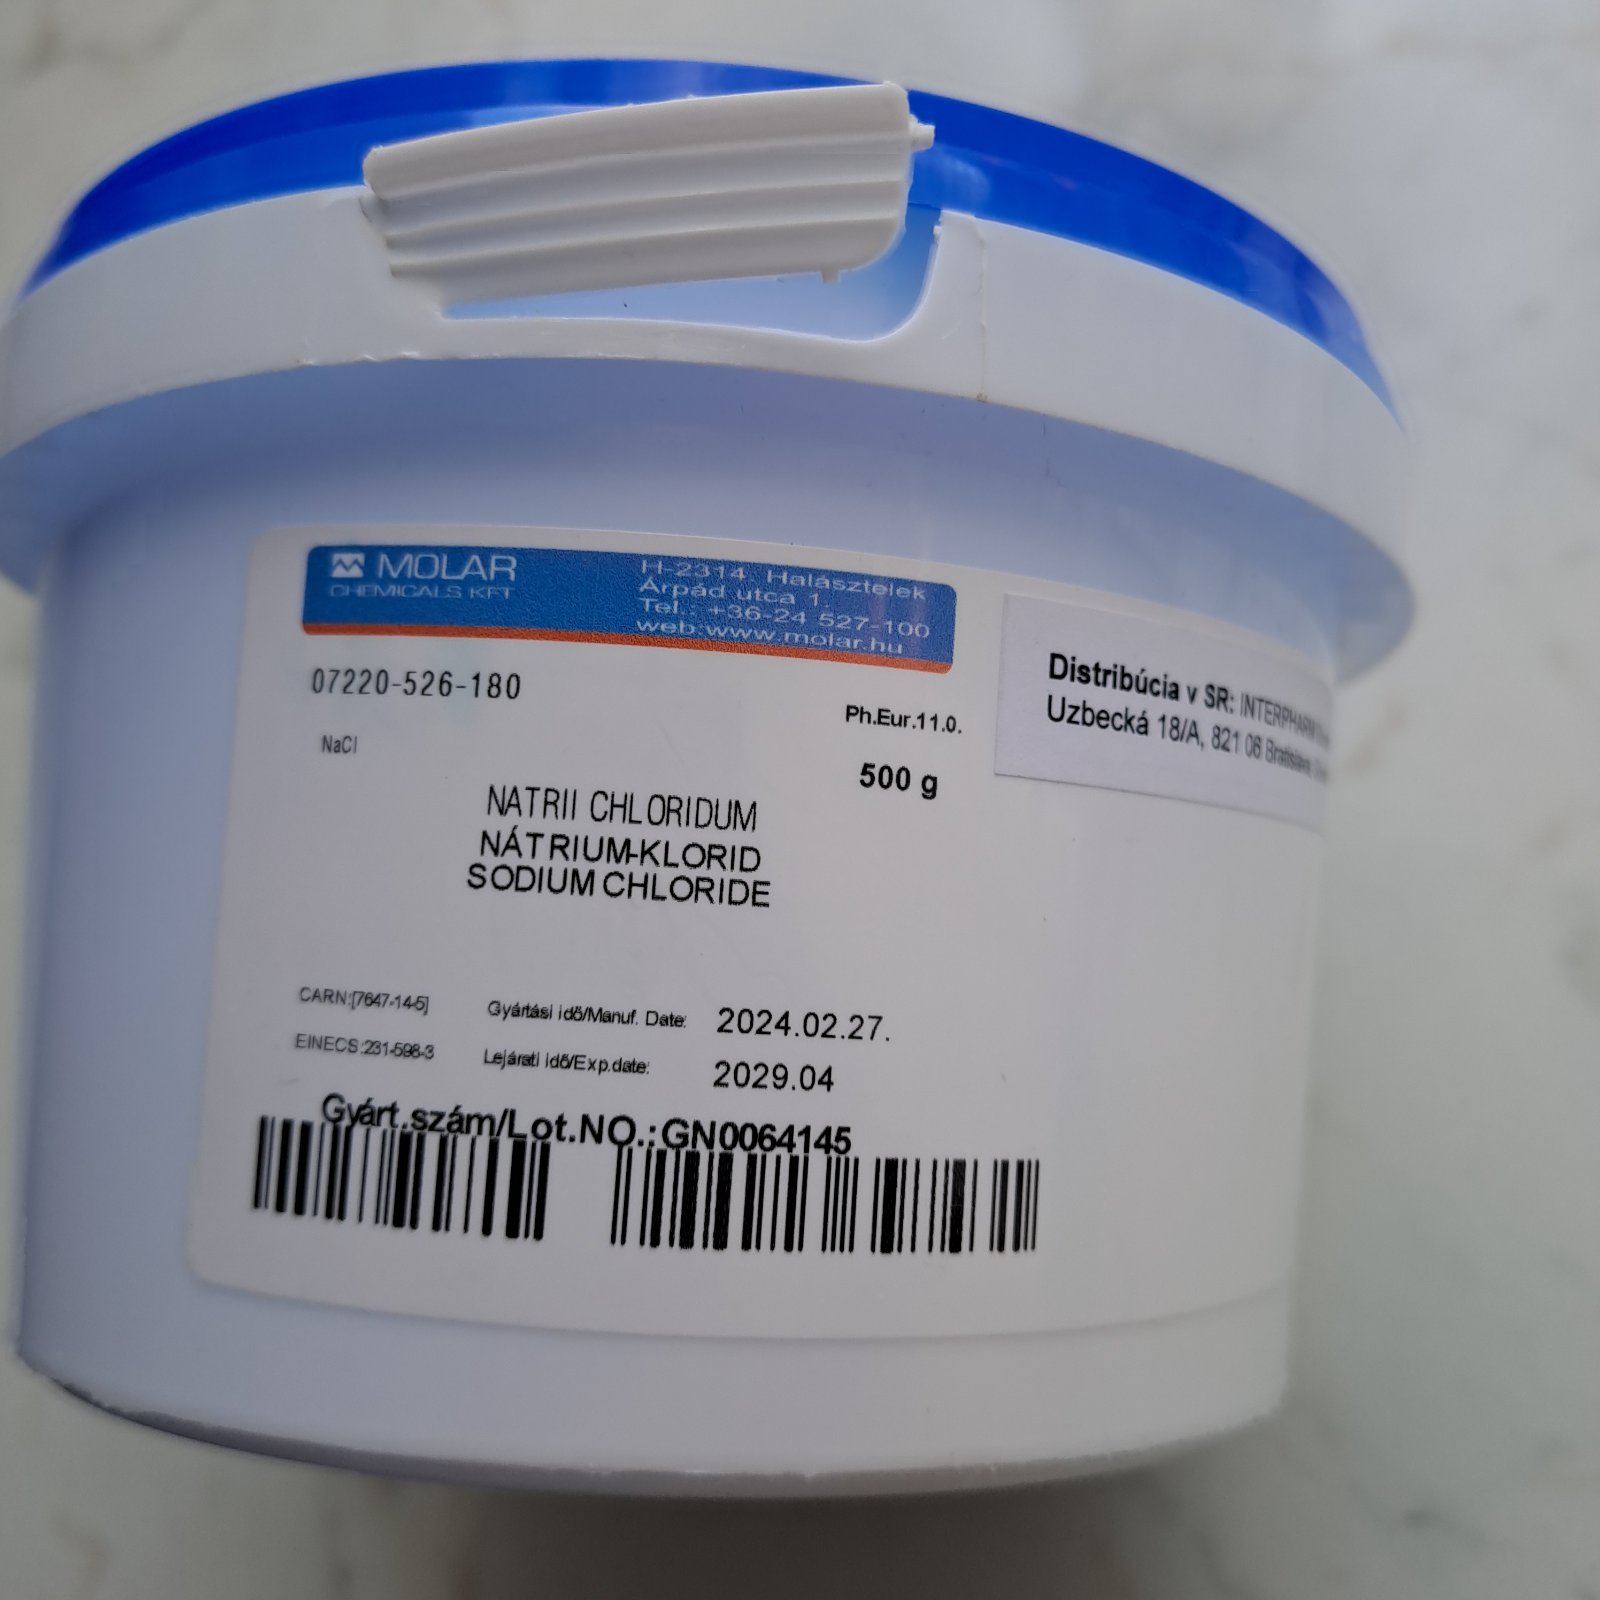 MOLAR
CHEMICALS KFT
H-2314. Halásztelek
Árpád utca 1.
Tel.: +36-24 527-100
web:www.molar.hu
07220-526-180
Ph.Eur.11.0.
NaCl
500 g
NATRII CHLORIDUM
NÁTRIUM-KLORID
SODIUM CHLORIDE
CARN:[7647-14-5]
Gyártási idő/Manuf. Date:
2024.02.27.
EINECS:231-598-3
Lejárati idő/Exp.date:
2029.04
Gyárt.szám/Lot.NO.:GN0064145
Distribúcia v SR:
Uzbecká 18/A, 821 06 Bratislava